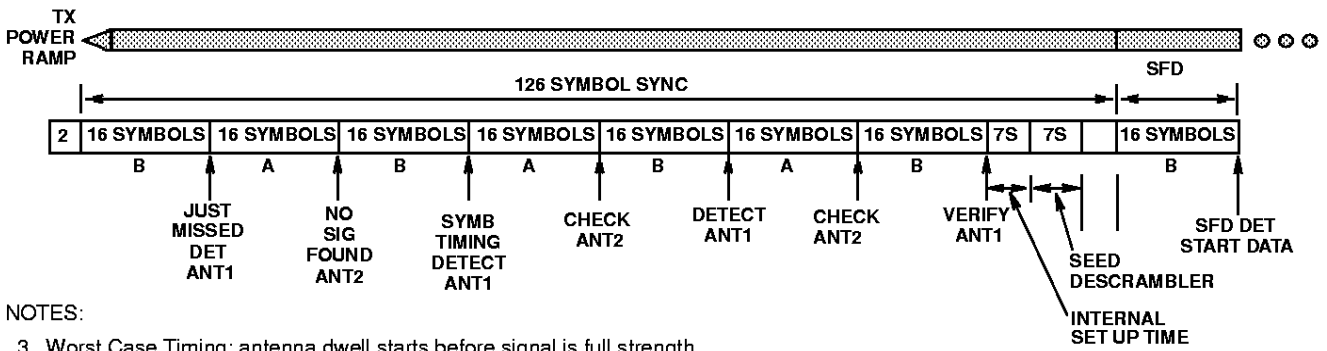 TX
POWER
RAMP
SFD
126 SYMBOL SYNC
2 16 SYMBOLS 16 SYMBOLS 16 SYMBOLS 16 SYMBOLS 16 SYMBOLS 16 SYMBOLS 16 SYMBOLS 7S 7S 16 SYMBOLS
B A B A B A B B
JUST
MISSED
DET
ANT1
NO
SIG
FOUND
ANT2
SYMB
TIMING
DETECT
ANT1
CHECK
ANT2
DETECT
ANT1
CHECK
ANT2
VERIFY
ANT1
SFD DET
START DATA
SEED
DESCRAMBLER
INTERNAL
SET UP TIME
NOTES:
3. Worst Case Timing; antenna dwell starts before signal is full strength